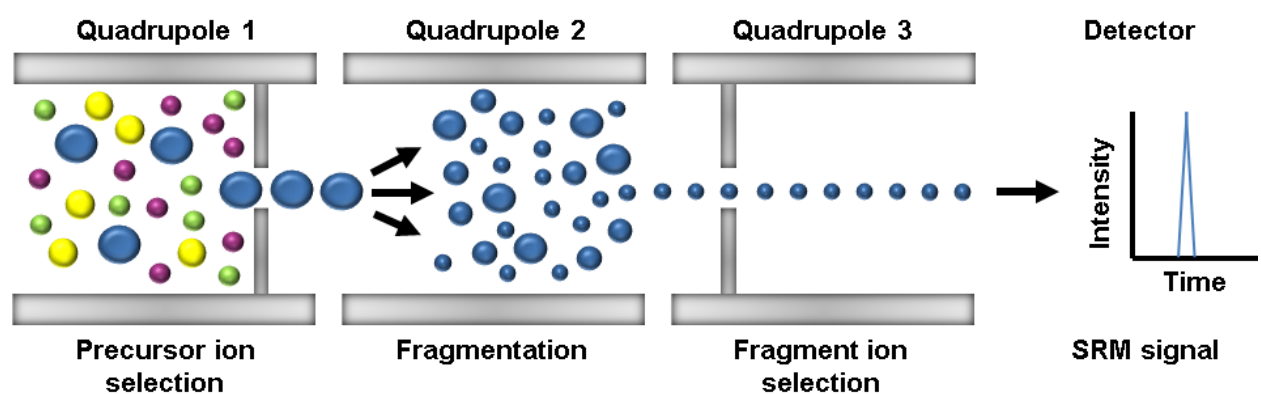 Quadrupole 1
Quadrupole 2
Quadrupole 3
Detector
Intensity
Time
Precursor ion
selection
Fragmentation
Fragment ion
selection
SRM signal